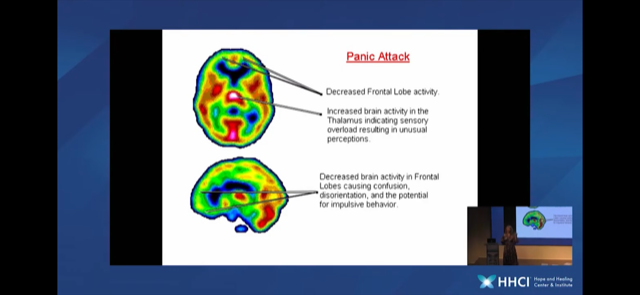 Panic Attack
Decreased Frontal Lobe activity.
Increased brain activity in the
Thalamus indicating sensory
overload resulting in unusual
perceptions.
Decreased brain activity in Frontal
Lobes causing confusion,
disorientation, and the potential
for impulsive behavior.
HHCI
Hope and Healing
Center & Institute